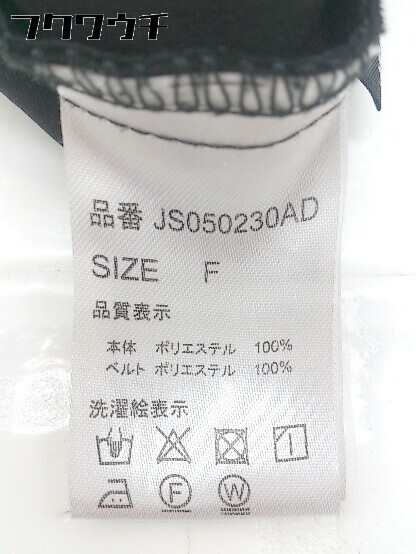 フクワウチ
品番 JS050230AD
SIZE F
品質表示
本体 ポリエステル 100%
ベルト ポリエステル 100%
洗濯絵表示
F W